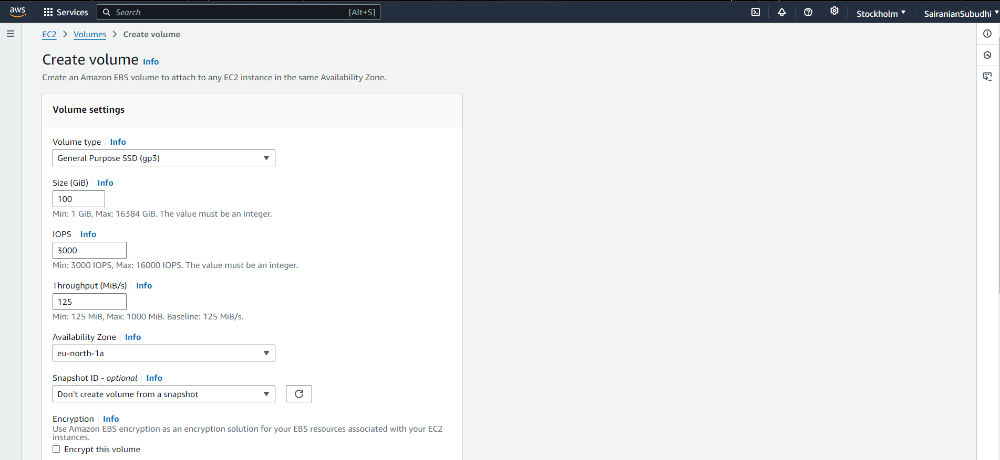 aws Services Search [Alt+S] Stockholm SairanjanSubudhi
EC2 > Volumes > Create volume
Create volume Info
Create an Amazon EBS volume to attach to any EC2 instance in the same Availability Zone.
Volume settings
Volume type Info
General Purpose SSD (gp3)
Size (GiB) Info
100
Min: 1 GiB, Max: 16384 GiB. The value must be an integer.
IOPS Info
3000
Min: 3000 IOPS, Max: 16000 IOPS. The value must be an integer.
Throughput (MiB/s) Info
125
Min: 125 MiB, Max: 1000 MiB. Baseline: 125 MiB/s.
Availability Zone Info
eu-north-1a
Snapshot ID - optional Info
Don't create volume from a snapshot
Encryption Info
Use Amazon EBS encryption as an encryption solution for your EBS resources associated with your EC2
instances.
Encrypt this volume